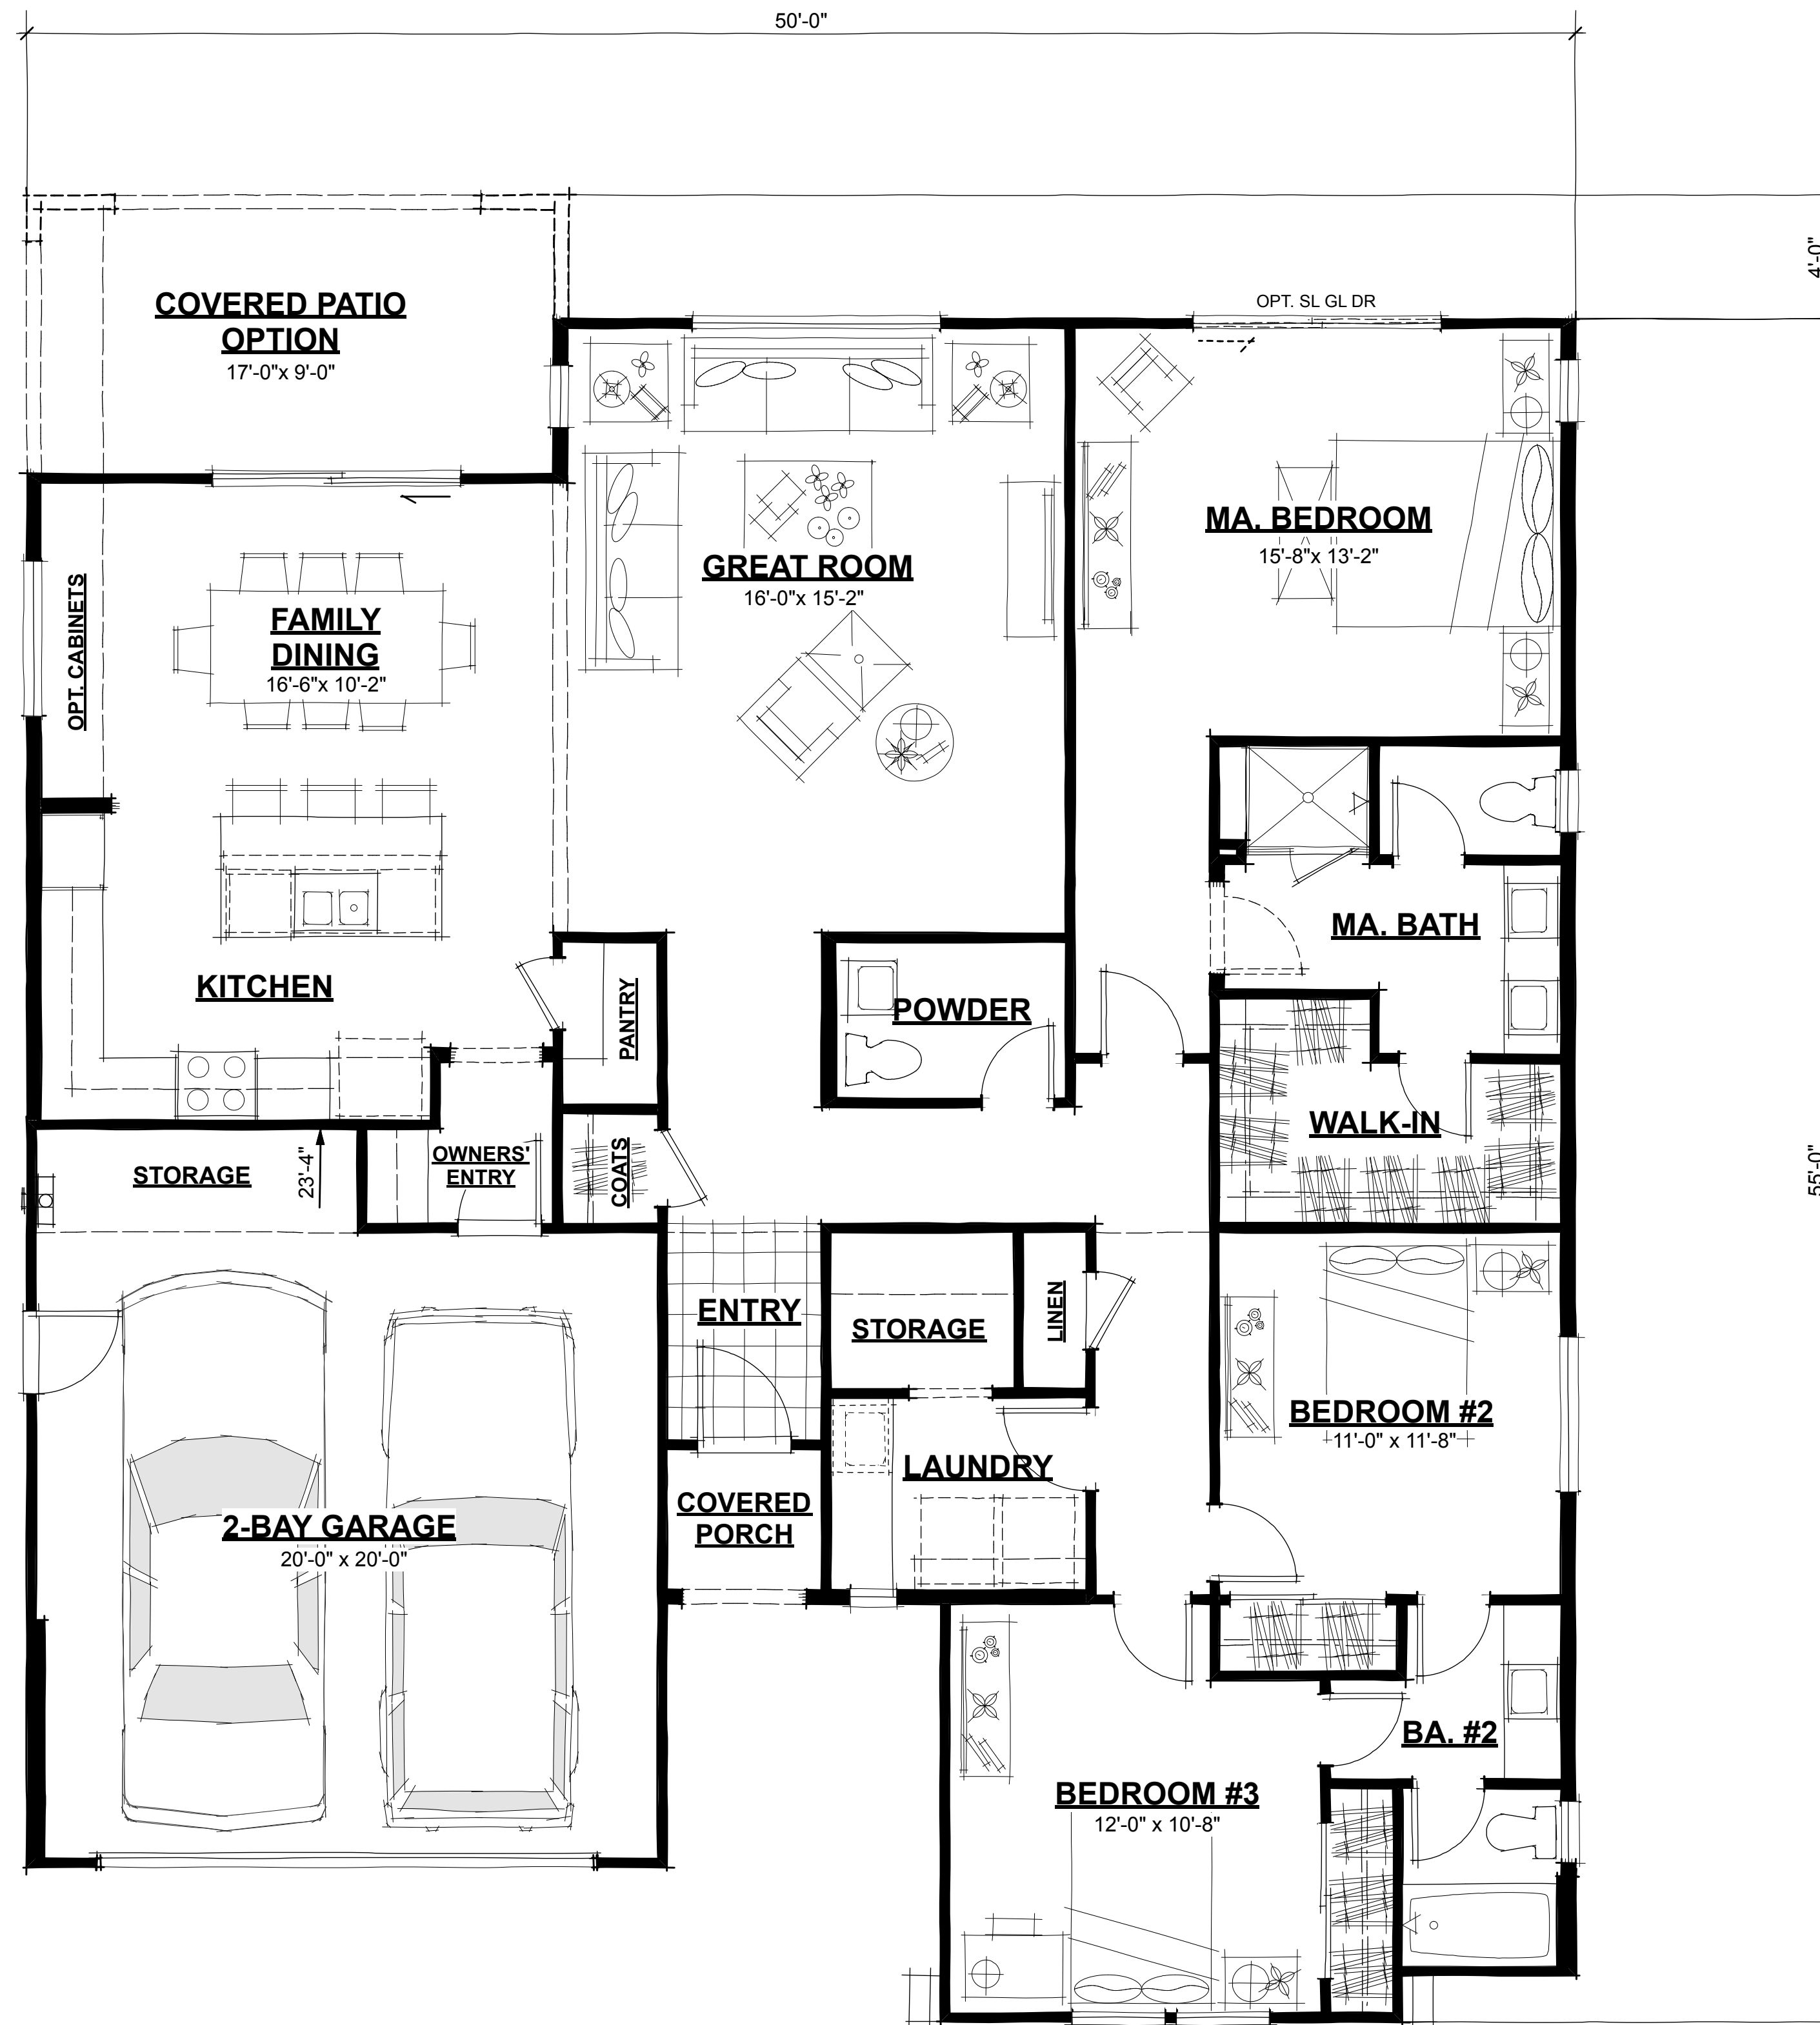 50'-0"
4'-0"
OPT. SL GL DR
COVERED PATIO
OPTION
17'-0"x 9'-0"
MA. BEDROOM
15'-8"x 13'-2"
GREAT ROOM
16'-0"x 15'-2"
OPT. CABINETS
FAMILY
DINING
16'-6"x 10'-2"
MA. BATH
KITCHEN
PANTRY
POWDER
WALK-IN
STORAGE
23'-4"
OWNERS'
ENTRY
COATS
55'-0"
ENTRY
STORAGE
LINEN
BEDROOM #2
11'-0" x 11'-8"
LAUNDRY
COVERED
PORCH
2-BAY GARAGE
20'-0" x 20'-0"
BA. #2
BEDROOM #3
12'-0" x 10'-8"